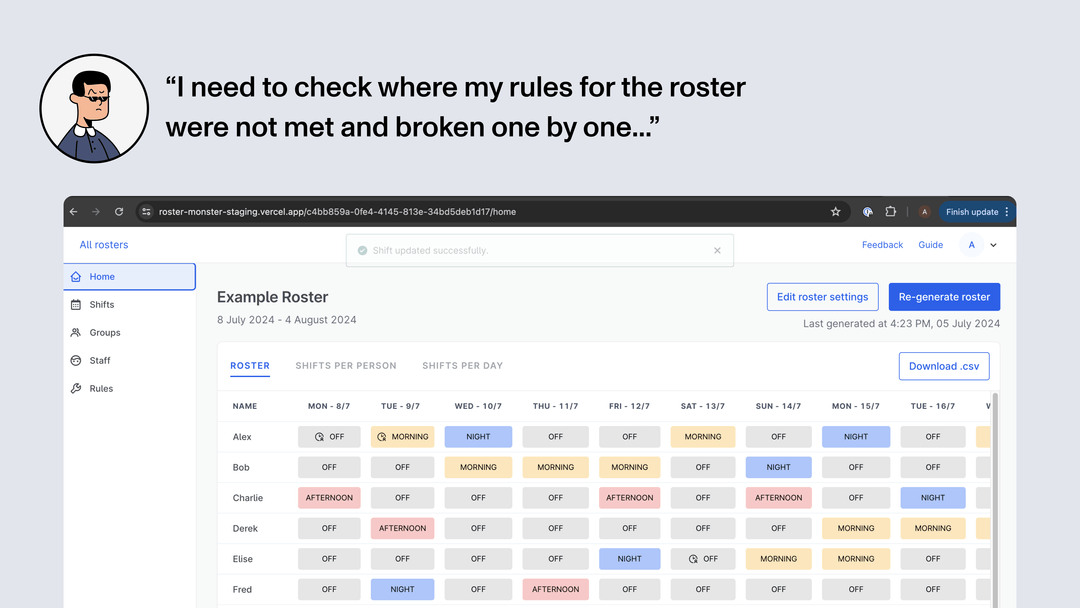 “I need to check where my rules for the roster
were not met and broken one by one...”
roster-monster-staging.vercel.app/c4bb859a-0fe4-4145-813e-34bd5deb1d17/home
A
Finish update
All rosters
Shift updated successfully.
Feedback
Guide
A
Home
Shifts
Groups
Staff
Rules
Example Roster
8 July 2024 - 4 August 2024
Edit roster settings
Re-generate roster
Last generated at 4:23 PM, 05 July 2024
ROSTER SHIFTS PER PERSON SHIFTS PER DAY
Download .csv
NAME MON - 8/7 TUE - 9/7 WED - 10/7 THU - 11/7 FRI - 12/7 SAT - 13/7 SUN - 14/7 MON - 15/7 TUE - 16/7
Alex OFF MORNING NIGHT OFF OFF MORNING OFF NIGHT OFF
Bob OFF OFF MORNING MORNING MORNING OFF NIGHT OFF OFF
Charlie AFTERNOON OFF OFF OFF AFTERNOON OFF AFTERNOON OFF NIGHT
Derek OFF AFTERNOON OFF OFF OFF OFF OFF MORNING MORNING
Elise OFF OFF OFF OFF NIGHT OFF MORNING MORNING OFF
Fred OFF NIGHT OFF AFTERNOON OFF OFF OFF OFF OFF